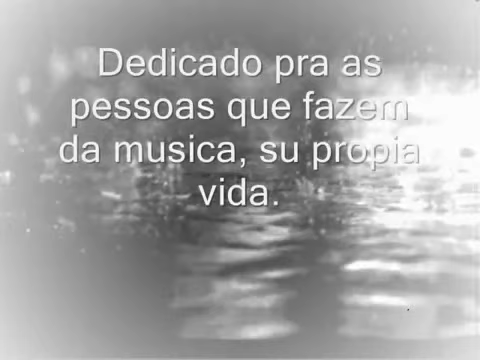 Dedicado pra as
pessoas que fazem
da musica, su propia
vida.